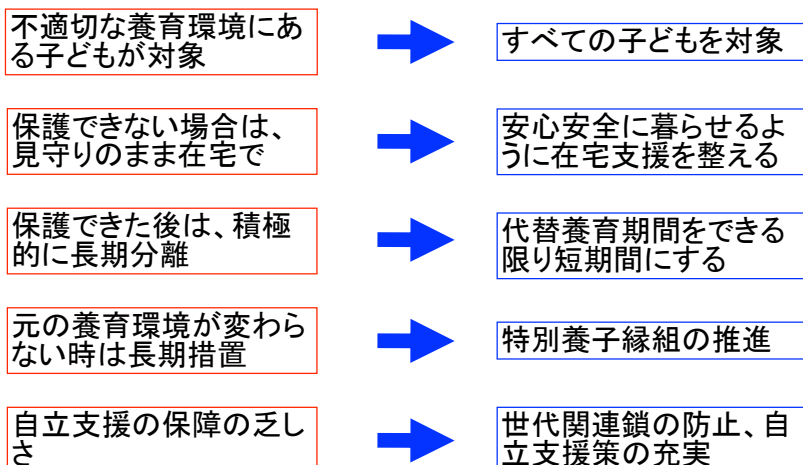 不適切な養育環境にあ
る子どもが対象
すべての子どもを対象
保護できない場合は、
見守りのまま在宅で
安心安全に暮らせるよ
うに在宅支援を整える
保護できた後は、積極
的に長期分離
代替養育期間をできる
限り短期間にする
元の養育環境が変わら
ない時は長期措置
特別養子縁組の推進
自立支援の保障の乏し
さ
世代関連鎖の防止、自
立支援策の充実